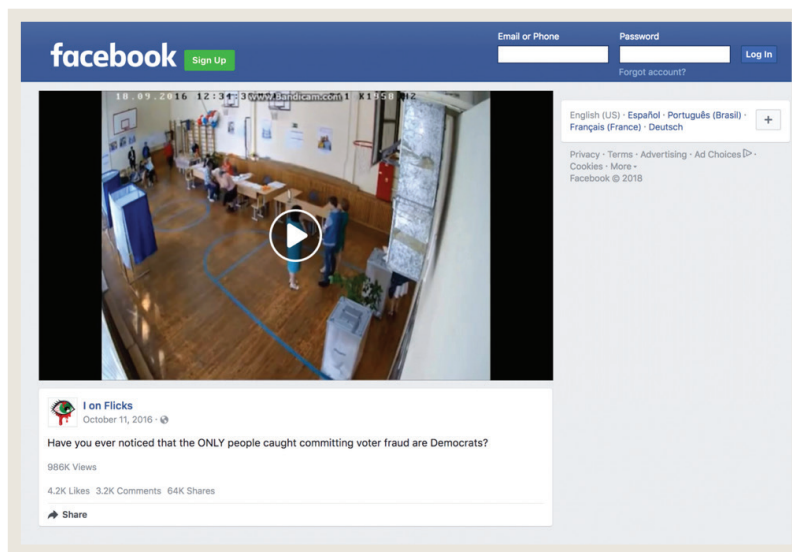 Email or Phone
Password
facebook
Sign Up
Log In
Forgot account?
18.09.2016 12:34:3
www.Bandicam.com
English (US) · Español · Português (Brasil) ·
Français (France) · Deutsch
+
Privacy · Terms · Advertising · Ad Choices ·
Cookies · More
Facebook © 2018
I on Flicks
October 11, 2016 ·
Have you ever noticed that the ONLY people caught committing voter fraud are Democrats?
986K Views
4.2K Likes 3.2K Comments 64K Shares
Share